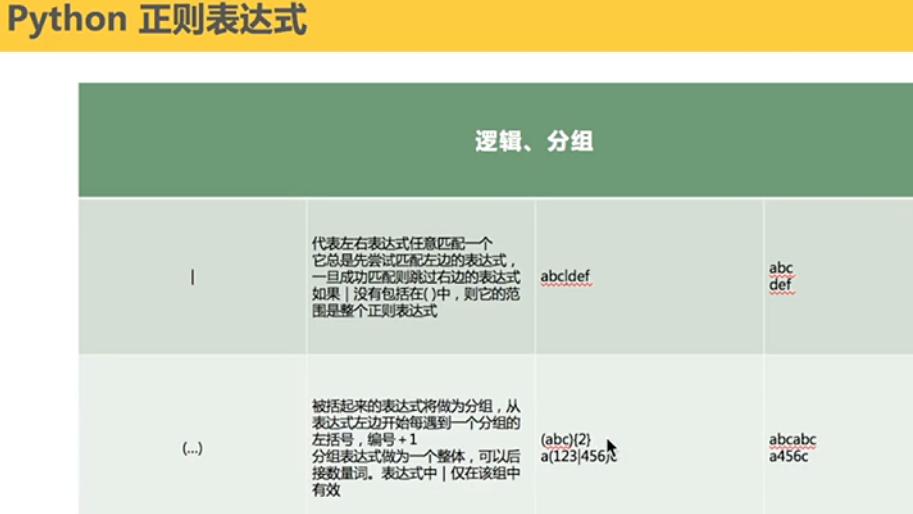 Python 正则表达式
逻辑、分组
|
代表左右表达式任意匹配一个
它总是先尝试匹配左边的表达式，
一旦成功匹配则跳过右边的表达式
如果 | 没有包括在( )中，则它的范
围是整个正则表达式
abc|def
abc
def
(...)
被括起来的表达式将做为分组，从
表达式左边开始每遇到一个分组的
左括号，编号＋1
分组表达式做为一个整体，可以后
接数量词。表达式中 | 仅在该组中
有效
(abc){2}
a(123|456)c
abcabc
a456c